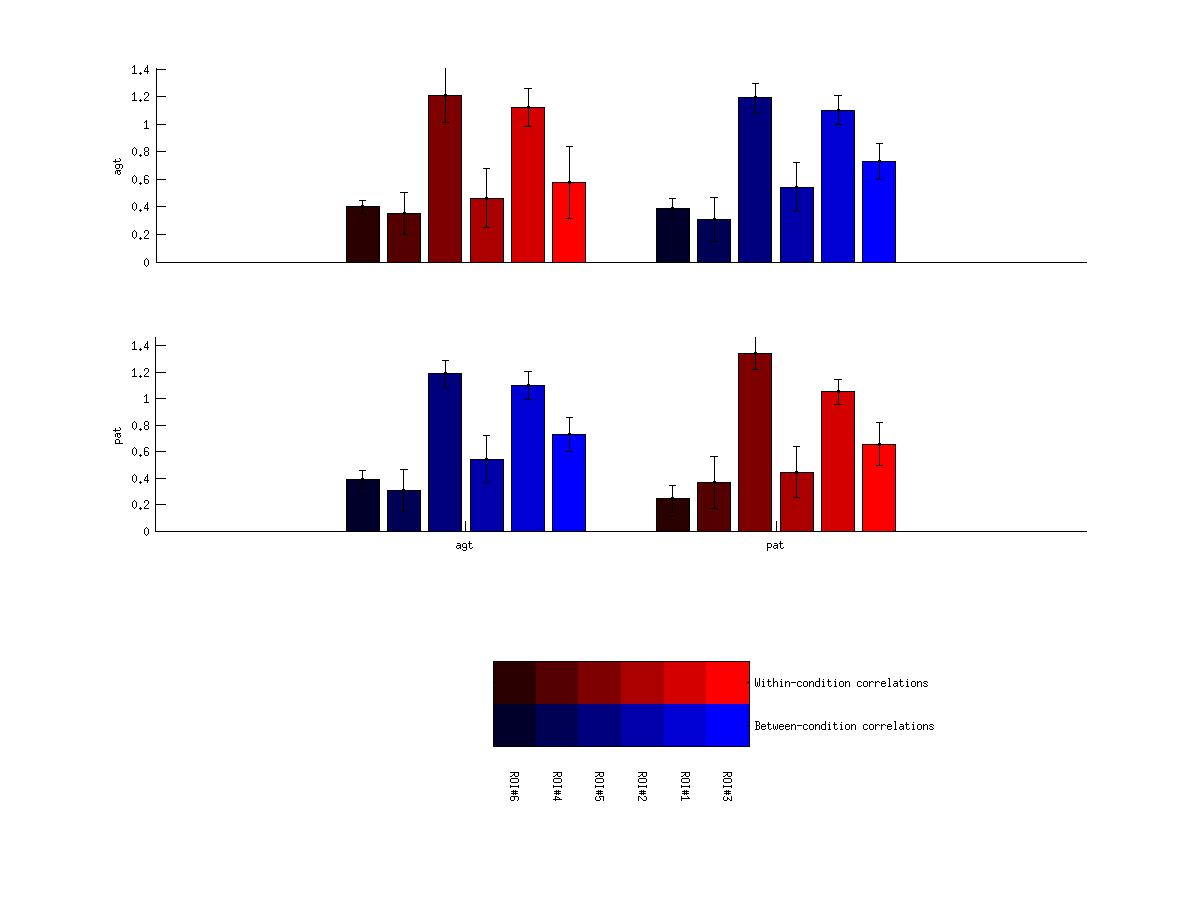 1.4
1.2
1
0.8
0.6
0.4
0.2
0
agt
1.4
1.2
1
0.8
0.6
0.4
0.2
0
pat
agt pat
Within-condition correlations
Between-condition correlations
ROI#6 ROI#4 ROI#5 ROI#2 ROI#1 ROI#3